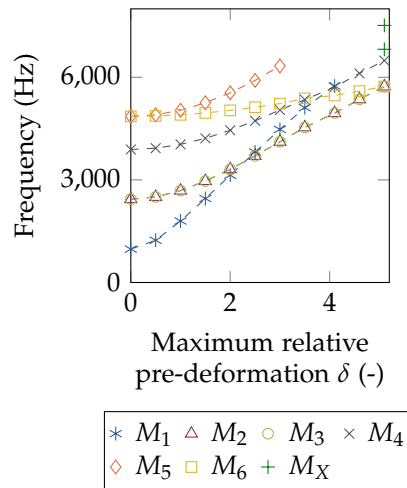 6,000
3,000
0
Frequency (Hz)
0 2 4
Maximum relative
pre-deformation δ (-)
M₁ M₂ M₃ M₄
M₅ M₆ M_X